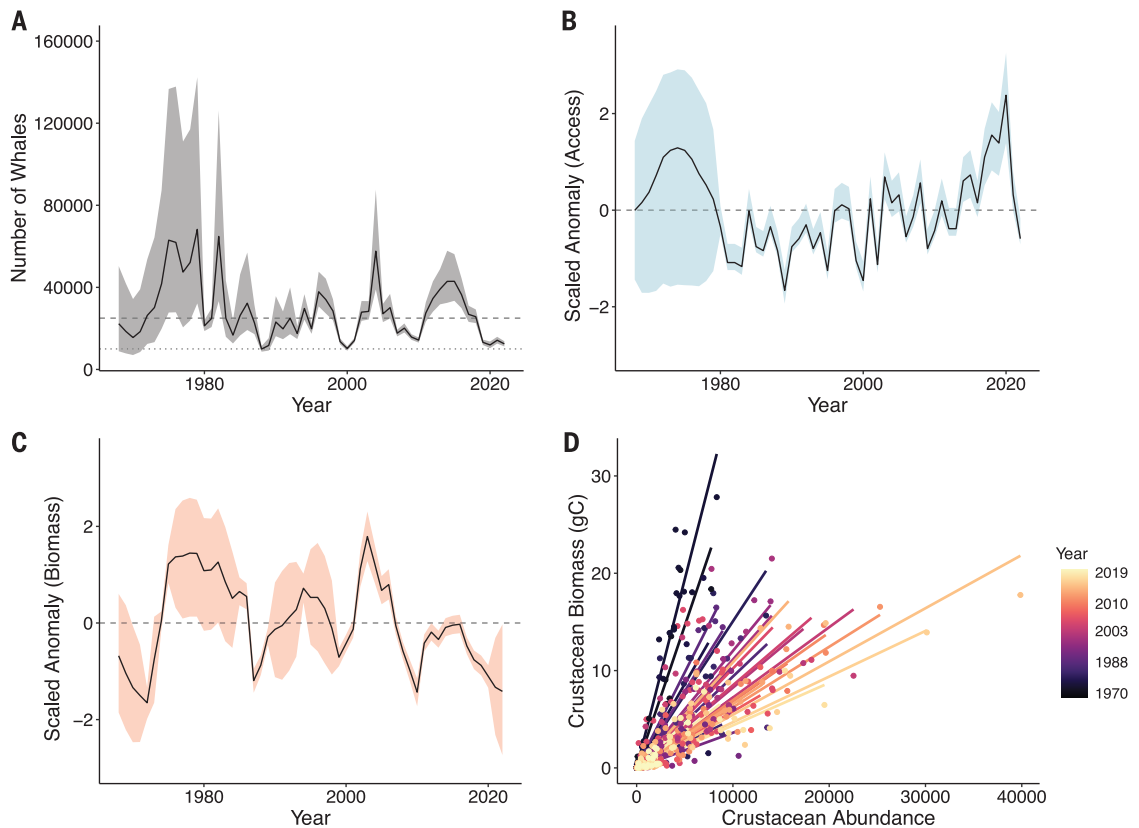 A
Number of Whales
160000
120000
80000
40000
0
1980
2000
2020
Year
B
Scaled Anomaly (Access)
2
0
−2
1980
2000
2020
Year
C
Scaled Anomaly (Biomass)
2
0
−2
1980
2000
2020
Year
D
Crustacean Biomass (gC)
30
20
10
0
0
10000
20000
30000
40000
Crustacean Abundance
Year
2019
2010
2003
1988
1970